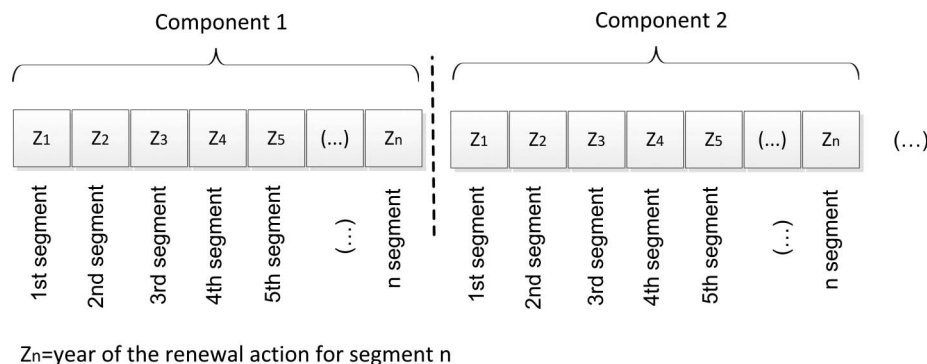 Component 1
Component 2
Z1 Z2 Z3 Z4 Z5 (...) Zn Z1 Z2 Z3 Z4 Z5 (...) Zn (...)
1st segment
2nd segment
3rd segment
4th segment
5th segment
(...)
n segment
1st segment
2nd segment
3rd segment
4th segment
5th segment
(...)
n segment
Zn=year of the renewal action for segment n